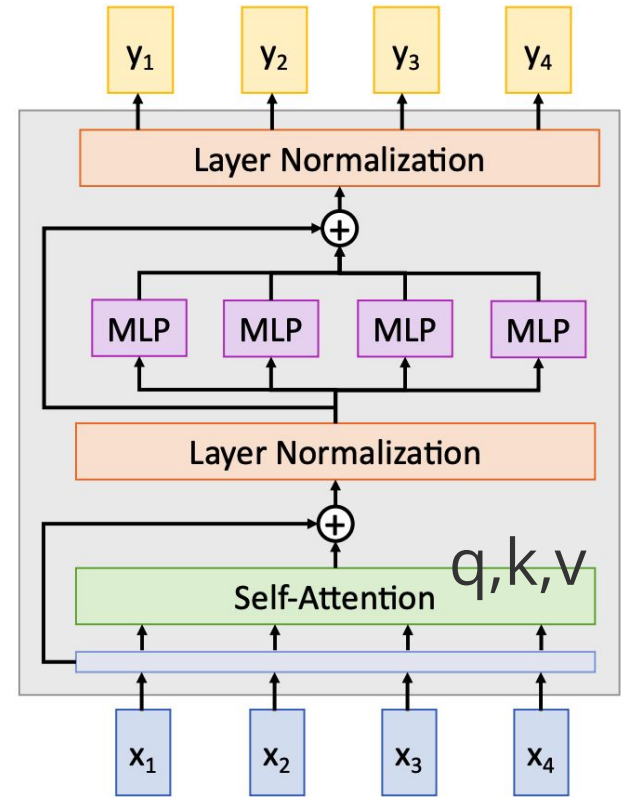 y₁ y₂ y₃ y₄
Layer Normalization
+
MLP MLP MLP MLP
Layer Normalization
+
q,k,v
Self-Attention
x₁ x₂ x₃ x₄